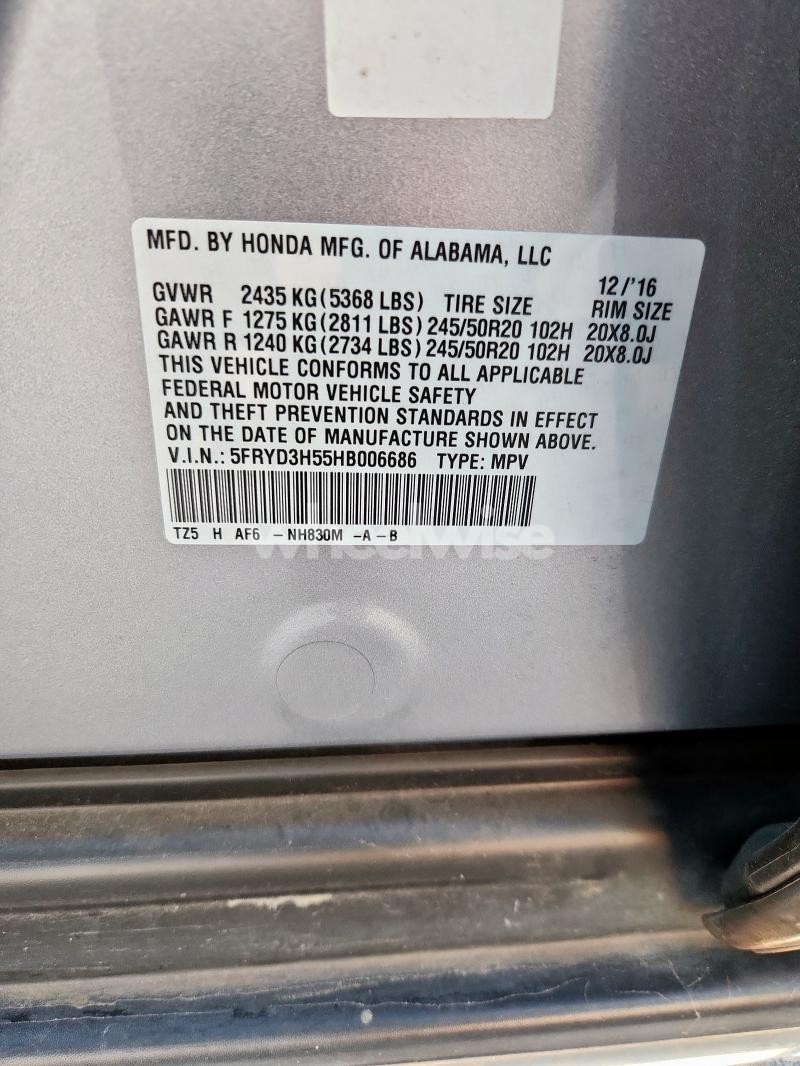 MFD. BY HONDA MFG. OF ALABAMA, LLC
12/'16
GVWR 2435 KG(5368 LBS) TIRE SIZE RIM SIZE
GAWR F 1275 KG(2811 LBS) 245/50R20 102H 20X8.0J
GAWR R 1240 KG(2734 LBS) 245/50R20 102H 20X8.0J
THIS VEHICLE CONFORMS TO ALL APPLICABLE
FEDERAL MOTOR VEHICLE SAFETY
AND THEFT PREVENTION STANDARDS IN EFFECT
ON THE DATE OF MANUFACTURE SHOWN ABOVE.
V.I.N.: 5FRYD3H55HB006686 TYPE: MPV
TZ5 H AF6 -NH830M -A-B
wheelwise